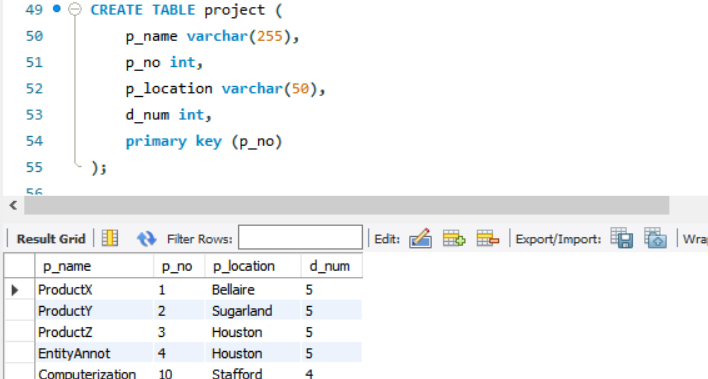 49 CREATE TABLE project (
50 p_name varchar(255),
51 p_no int,
52 p_location varchar(50),
53 d_num int,
54 primary key (p_no)
55 );
56
Result Grid Filter Rows: Edit: Export/Import: Wrap
p_name p_no p_location d_num
ProductX 1 Bellaire 5
ProductY 2 Sugarland 5
ProductZ 3 Houston 5
EntityAnnot 4 Houston 5
Computerization 10 Stafford 4